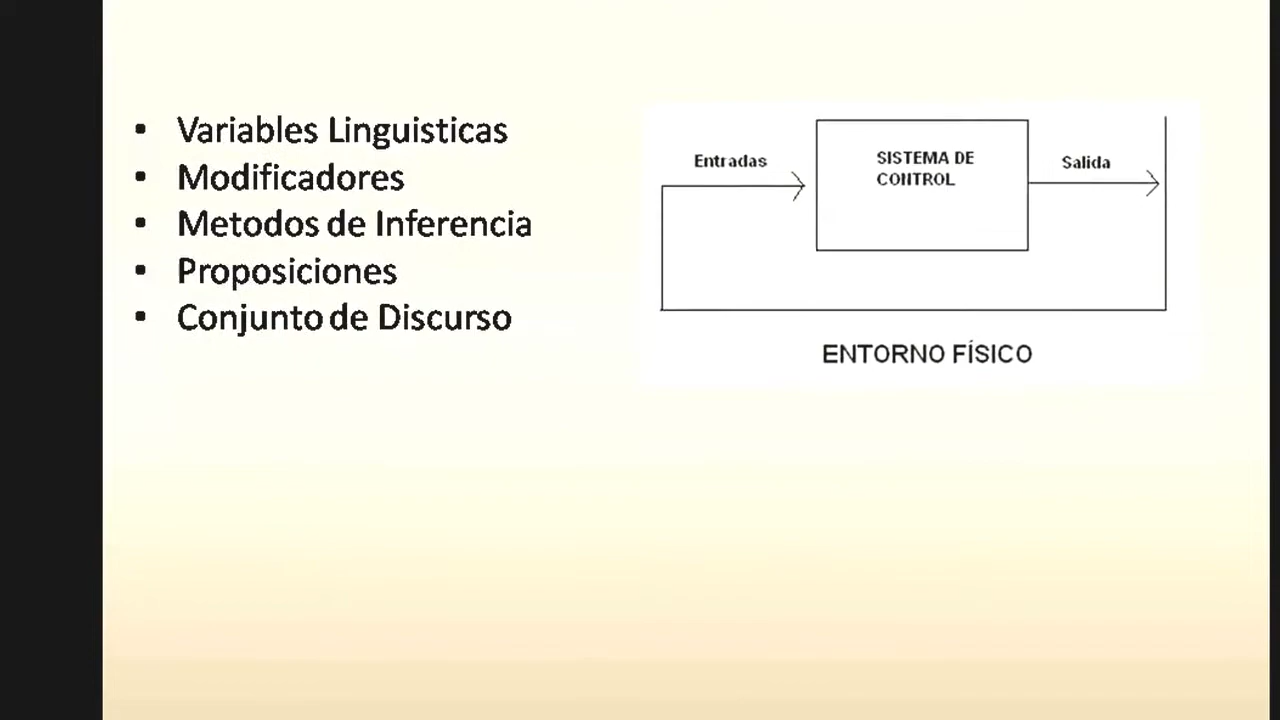 • Variables Linguisticas
• Modificadores
• Metodos de Inferencia
• Proposiciones
• Conjunto de Discurso
Entradas
SISTEMA DE
CONTROL
Salida
ENTORNO FÍSICO